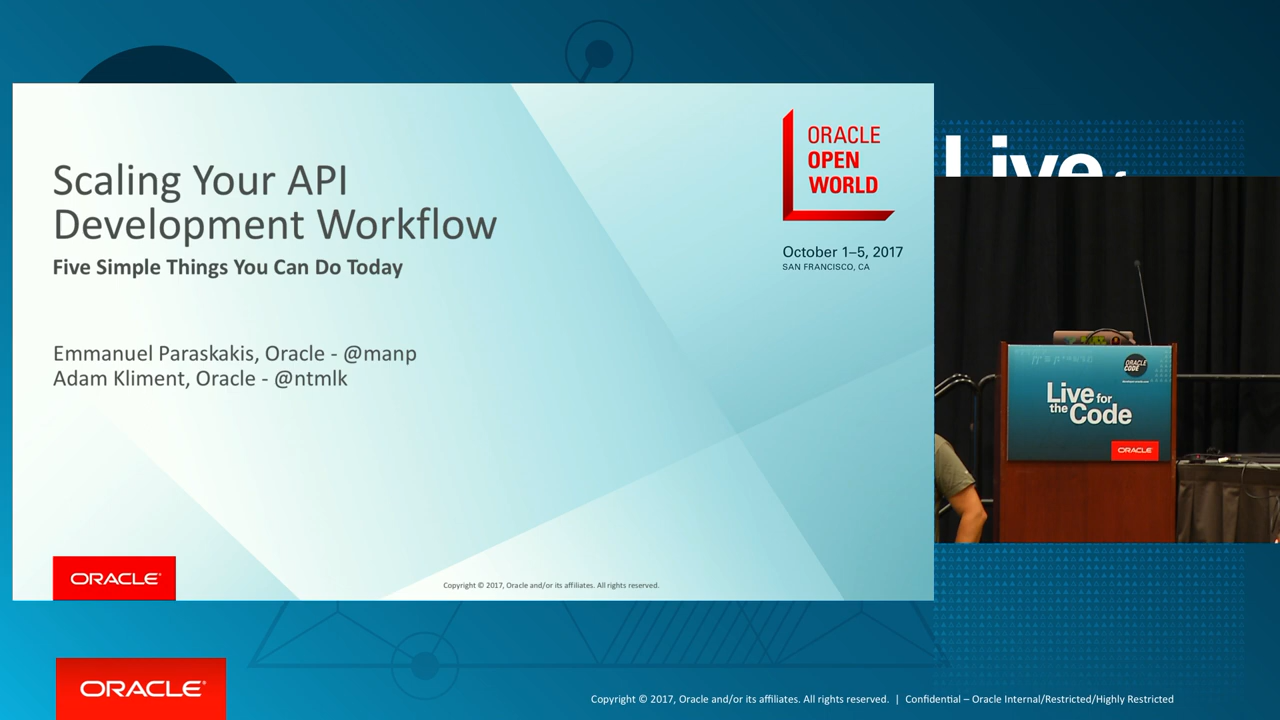 Scaling Your API
Development Workflow
Five Simple Things You Can Do Today
Emmanuel Paraskakis, Oracle - @manp
Adam Kliment, Oracle - @ntmlk
ORACLE
OPEN
WORLD
October 1–5, 2017
SAN FRANCISCO, CA
ORACLE®
Copyright © 2017, Oracle and/or its affiliates. All rights reserved.
Live
ORACLE
CODE
Live for
the Code
ORACLE
ORACLE®
Copyright © 2017, Oracle and/or its affiliates. All rights reserved. | Confidential – Oracle Internal/Restricted/Highly Restricted